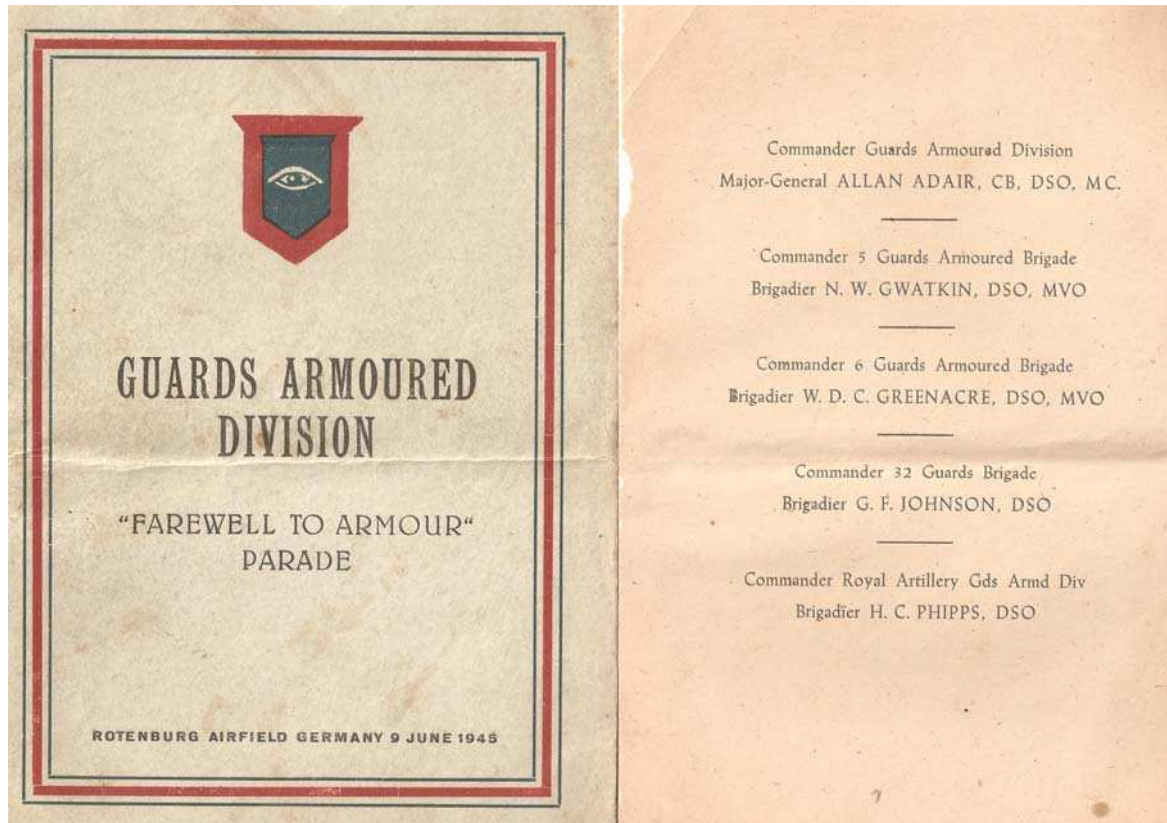 GUARDS ARMOURED
DIVISION
“FAREWELL TO ARMOUR“
PARADE
ROTENBURG AIRFIELD GERMANY 9 JUNE 1945
Commander Guards Armoured Division
Major-General ALLAN ADAIR, CB, DSO, MC.
Commander 5 Guards Armoured Brigade
Brigadier N. W. GWATKIN, DSO, MVO
Commander 6 Guards Armoured Brigade
Brigadier W. D. C. GREENACRE, DSO, MVO
Commander 32 Guards Brigade
Brigadier G. F. JOHNSON, DSO
Commander Royal Artillery Gds Armd Div
Brigadier H. C. PHIPPS, DSO